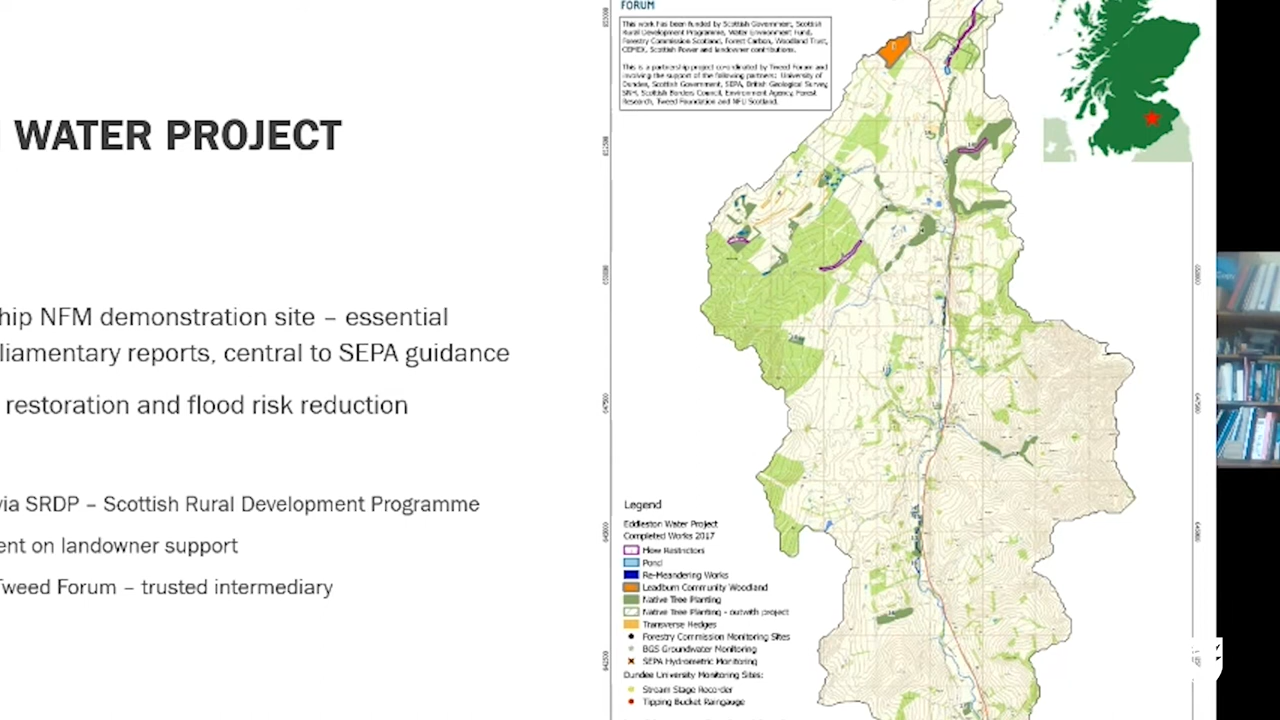 WATER PROJECT
hip NFM demonstration site – essential
liamentary reports, central to SEPA guidance
restoration and flood risk reduction
via SRDP – Scottish Rural Development Programme
ent on landowner support
Tweed Forum – trusted intermediary
FORUM
This work has been funded by Scottish Government, Scottish
Rural Development Programme, Water Environment Fund,
Forestry Commission Scotland, Forest Carbon, Woodland Trust,
CEMEX, Scottish Power and landowner contributions.
This is a partnership project co-ordinated by Tweed Forum and
involving the support of the following partners: University of
Dundee, Scottish Government, SEPA, British Geological Survey,
SNH, Scottish Borders Council, Environment Agency, Forest
Research, Tweed Foundation and NFU Scotland.
Legend
Eddleston Water Project
Completed Works 2017
Flow Restrictors
Pond
Re-Meandering Works
Leadburn Community Woodland
Native Tree Planting
Native Tree Planting - outwith project
Transverse Hedges
Forestry Commission Monitoring Sites
BGS Groundwater Monitoring
SEPA Hydrometric Monitoring
Dundee University Monitoring Sites:
Stream Stage Recorder
Tipping Bucket Raingauge